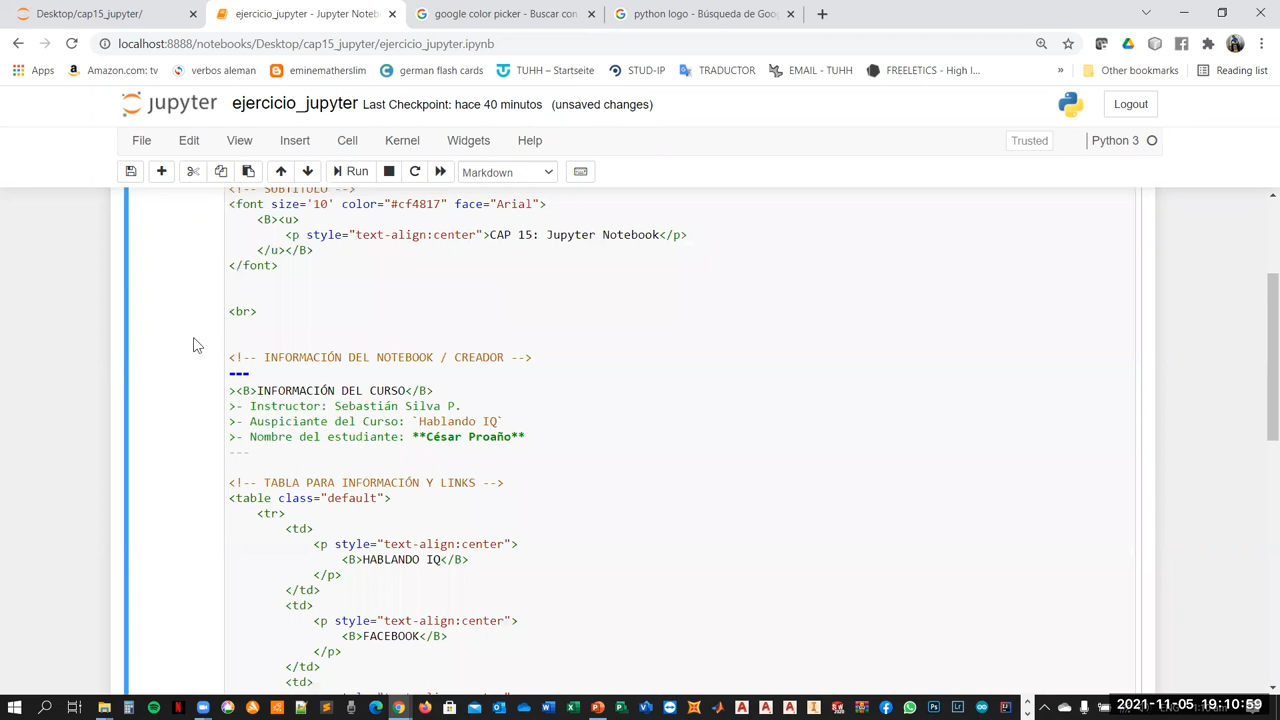 Desktop/cap15_jupyter/
ejercicio_jupyter - Jupyter Noteb
google color picker - Buscar con
python logo - Búsqueda de Goo
localhost:8888/notebooks/Desktop/cap15_jupyter/ejercicio_jupyter.ipynb
Apps
Amazon.com: tv
verbos aleman
eminematherslim
german flash cards
TUHH – Startseite
STUD-IP
TRADUCTOR
EMAIL - TUHH
FREELETICS - High I...
»
Other bookmarks
Reading list
jupyter
ejercicio_jupyter
Last Checkpoint: hace 40 minutos
(unsaved changes)
Logout
File
Edit
View
Insert
Cell
Kernel
Widgets
Help
Trusted
Python 3
Run
Markdown
<!-- SUBTÍTULO -->
<font size='10' color="#cf4817" face="Arial">
<B><u>
<p style="text-align:center">CAP 15: Jupyter Notebook</p>
</u></B>
</font>
<br>
<!-- INFORMACIÓN DEL NOTEBOOK / CREADOR -->
---
><B>INFORMACIÓN DEL CURSO</B>
>- Instructor: Sebastián Silva P.
>- Auspiciante del Curso: `Hablando IQ`
>- Nombre del estudiante: **César Proaño**
---
<!-- TABLA PARA INFORMACIÓN Y LINKS -->
<table class="default">
<tr>
<td>
<p style="text-align:center">
<B>HABLANDO IQ</B>
</p>
</td>
<td>
<p style="text-align:center">
<B>FACEBOOK</B>
</p>
</td>
<td>
2021-11-05 19:10:59